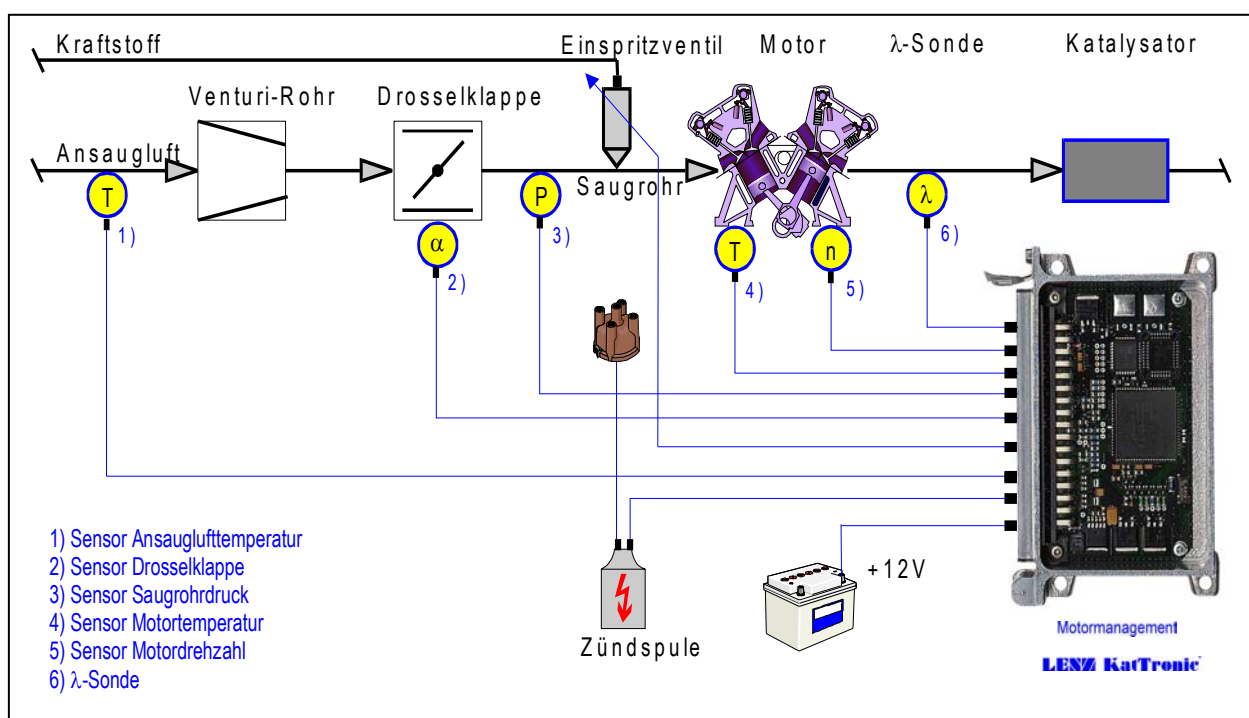 Kraftstoff
Einspritzventil
Motor
λ-Sonde
Katalysator
Venturi-Rohr
Drosselklappe
Ansaugluft
Saugrohr
T
1)
α
2)
P
3)
T
4)
n
5)
λ
6)
+12V
Zündspule
1) Sensor Ansauglufttemperatur
2) Sensor Drosselklappe
3) Sensor Saugrohrdruck
4) Sensor Motortemperatur
5) Sensor Motordrehzahl
6) λ-Sonde
Motormanagement
LENZ KatTronic